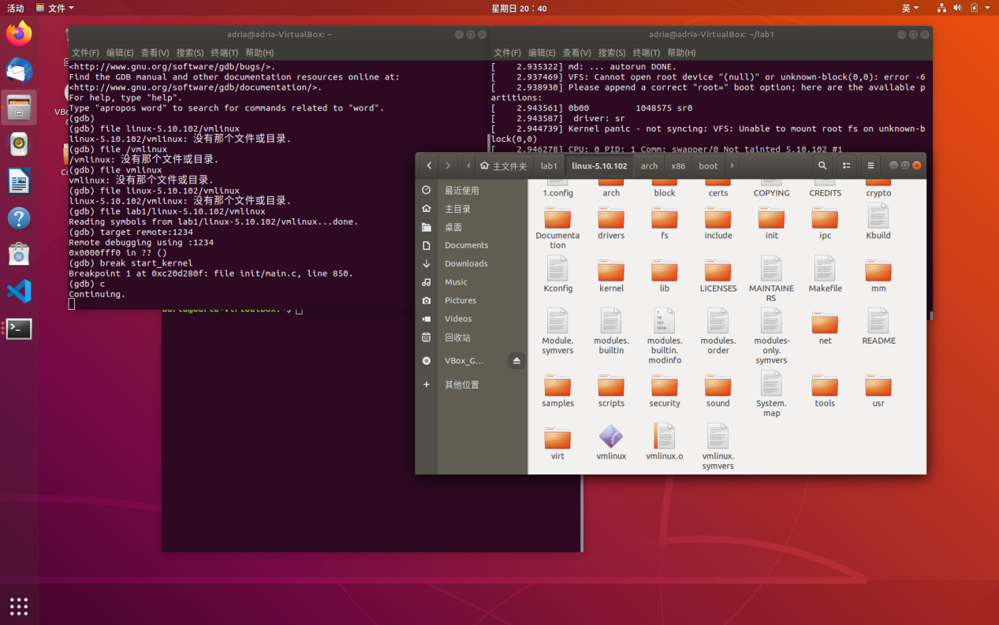 活动
文件
星期日 20：40
英
adria@adria-VirtualBox: ~
文件(F) 编辑(E) 查看(V) 搜索(S) 终端(T) 帮助(H)
<http://www.gnu.org/software/gdb/bugs/>.
Find the GDB manual and other documentation resources online at:
<http://www.gnu.org/software/gdb/documentation/>.
For help, type "help".
Type "apropos word" to search for commands related to "word".
(gdb)
(gdb) file linux-5.10.102/vmlinux
linux-5.10.102/vmlinux: 没有那个文件或目录.
(gdb) file /vmlinux
/vmlinux: 没有那个文件或目录.
(gdb) file vmlinux
vmlinux: 没有那个文件或目录.
(gdb) file linux-5.10.102/vmlinux
linux-5.10.102/vmlinux: 没有那个文件或目录.
(gdb) file lab1/linux-5.10.102/vmlinux
Reading symbols from lab1/linux-5.10.102/vmlinux...done.
(gdb) target remote:1234
Remote debugging using :1234
0x0000fff0 in ?? ()
(gdb) break start_kernel
Breakpoint 1 at 0xc20d280f: file init/main.c, line 850.
(gdb) c
Continuing.
adria@adria-VirtualBox:~$
adria@adria-VirtualBox: ~/lab1
文件(F) 编辑(E) 查看(V) 搜索(S) 终端(T) 帮助(H)
[    2.935322] md: ... autorun DONE.
[    2.937469] VFS: Cannot open root device "(null)" or unknown-block(0,0): error -6
[    2.938930] Please append a correct "root=" boot option; here are the available p
artitions:
[    2.943561] 0b00         1048575 sr0
[    2.943587]  driver: sr
[    2.944739] Kernel panic - not syncing: VFS: Unable to mount root fs on unknown-b
lock(0,0)
[    2.946278] CPU: 0 PID: 1 Comm: swapper/0 Not tainted 5.10.102 #1
主文件夹 lab1 linux-5.10.102 arch x86 boot
最近使用
主目录
桌面
Documents
Downloads
Music
Pictures
Videos
回收站
VBox_G...
其他位置
1.config arch block certs COPYING CREDITS crypto
Documenta
tion
drivers fs include init ipc Kbuild
Kconfig kernel lib LICENSES
MAINTAINE
RS
Makefile mm
Module.
symvers
modules.
builtin
modules.
builtin.
modinfo
modules.
order
modules-
only.
symvers
net README
samples scripts security sound
System.
map
tools usr
virt vmlinux vmlinux.o
vmlinux.
symvers